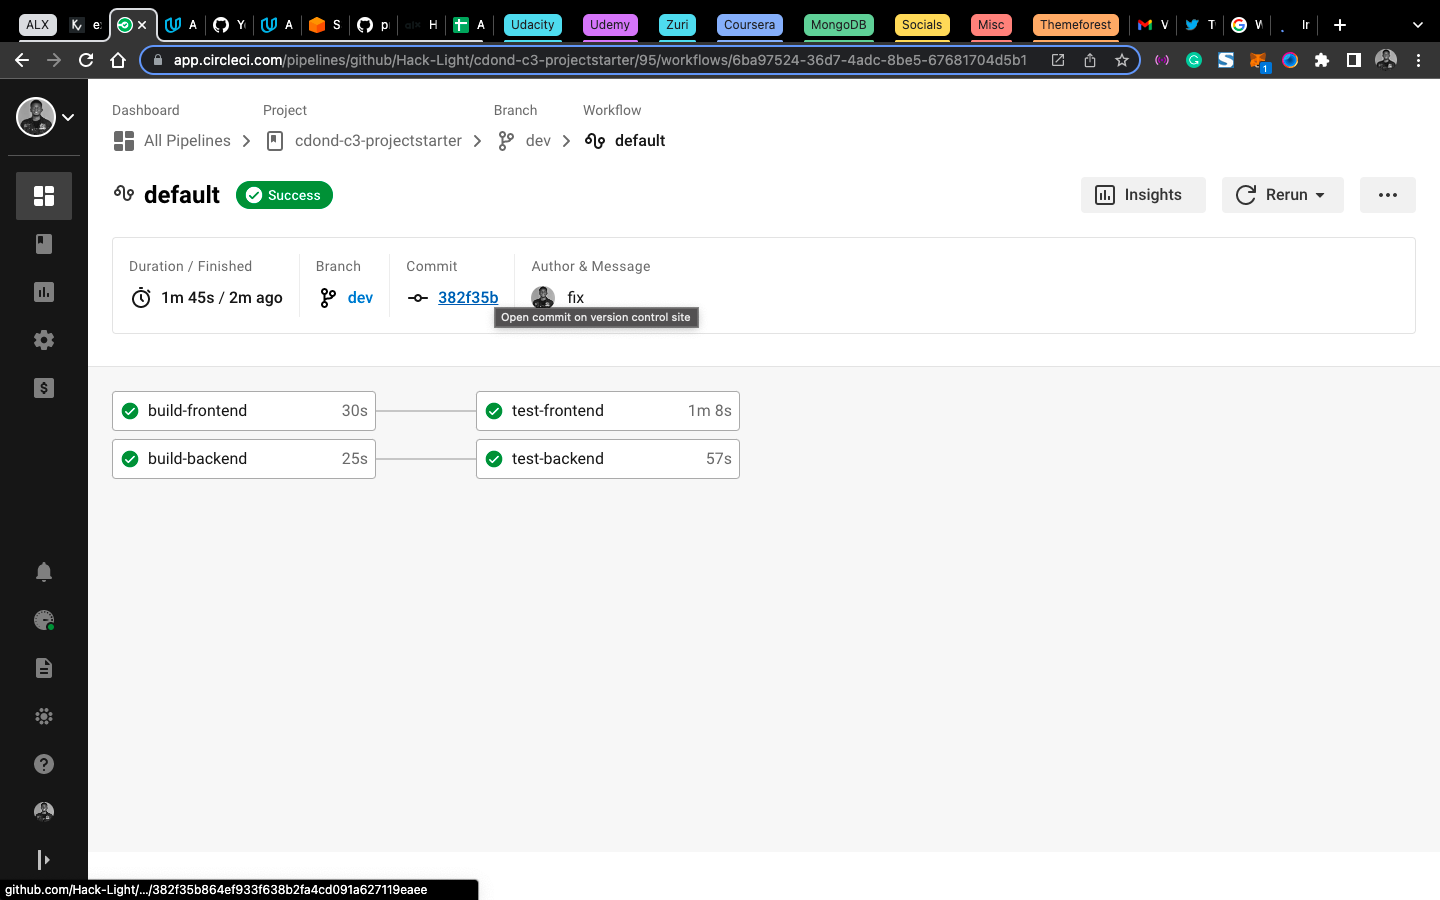 ALX e: A Y A S p H A Udacity Udemy Zuri Coursera MongoDB Socials Misc Themeforest V T W Ir
app.circleci.com/pipelines/github/Hack-Light/cdond-c3-projectstarter/95/workflows/6ba97524-36d7-4adc-8be5-67681704d5b1
1
Dashboard Project Branch Workflow
All Pipelines cdond-c3-projectstarter dev default
default Success Insights Rerun
Duration / Finished Branch Commit Author & Message
1m 45s / 2m ago dev 382f35b fix
Open commit on version control site
build-frontend 30s test-frontend 1m 8s
build-backend 25s test-backend 57s
github.com/Hack-Light/.../382f35b864ef933f638b2fa4cd091a627119eaee